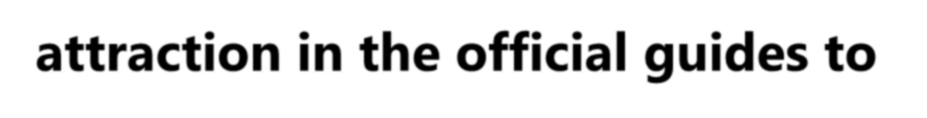 attraction in the official guides to